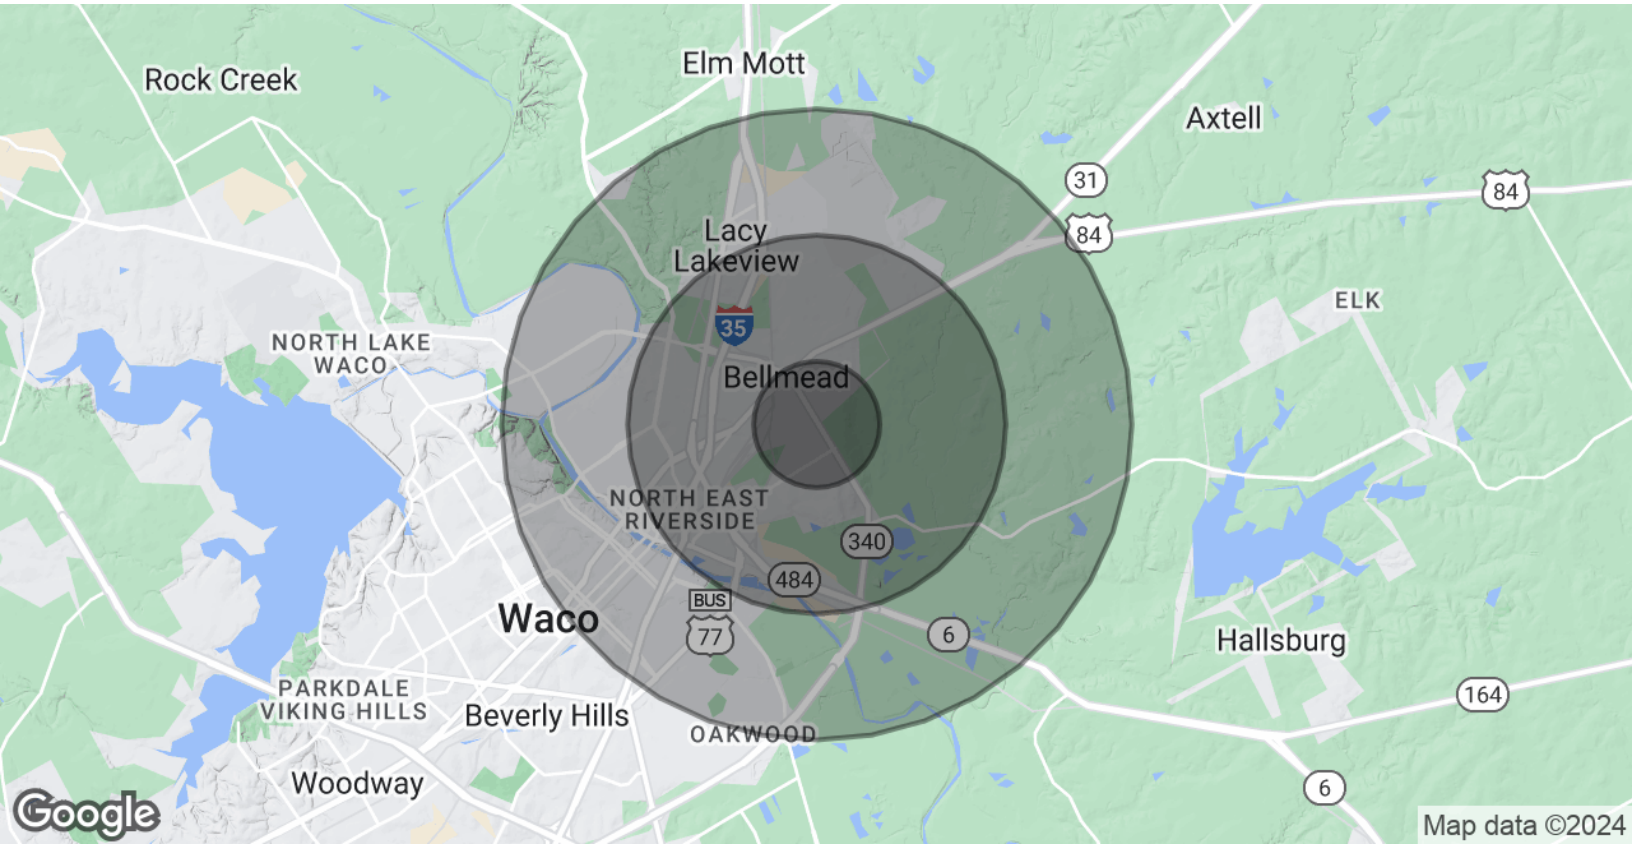 Elm Mott
Rock Creek
Axtell
31
84
84
Lacy
Lakeview
ELK
35
NORTH LAKE
WACO
Bellmead
NORTH EAST
RIVERSIDE
340
484
BUS
77
Waco
6
Hallsburg
PARKDALE
VIKING HILLS
164
Beverly Hills
OAKWOOD
Woodway
6
Google
Map data ©2024